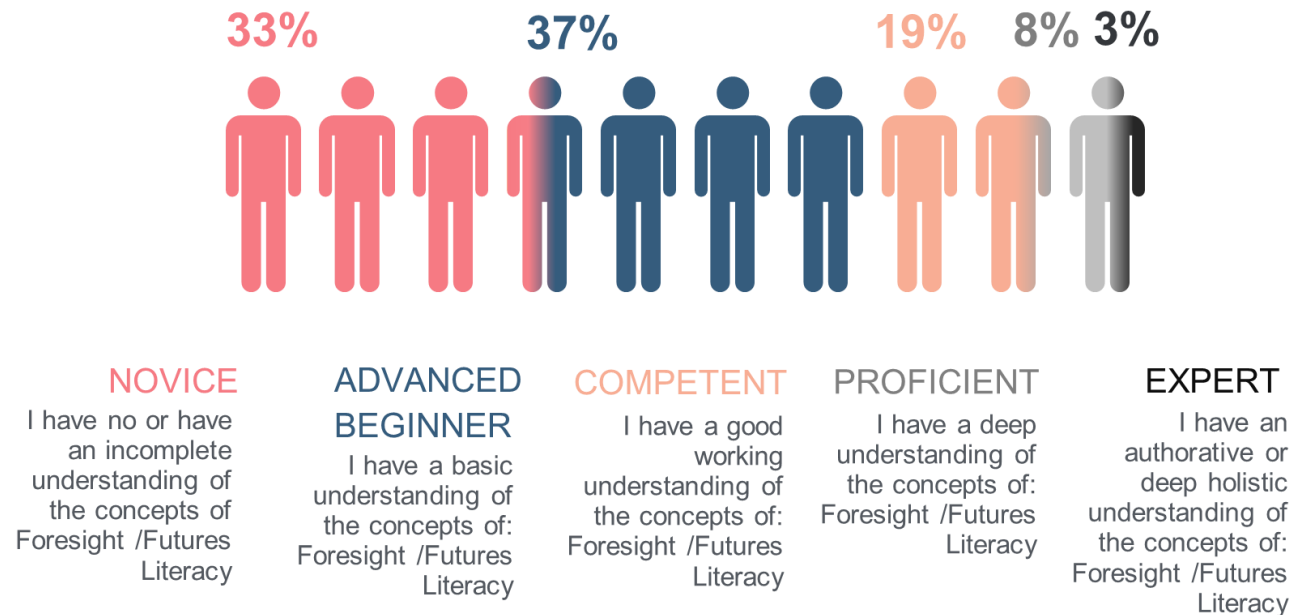 33% 37% 19% 8% 3%
NOVICE
I have no or have
an incomplete
understanding of
the concepts of
Foresight /Futures
Literacy
ADVANCED
BEGINNER
I have a basic
understanding of
the concepts of:
Foresight /Futures
Literacy
COMPETENT
I have a good
working
understanding of
the concepts of:
Foresight /Futures
Literacy
PROFICIENT
I have a deep
understanding of
the concepts of:
Foresight /Futures
Literacy
EXPERT
I have an
authorative or
deep holistic
understanding of
the concepts of:
Foresight /Futures
Literacy